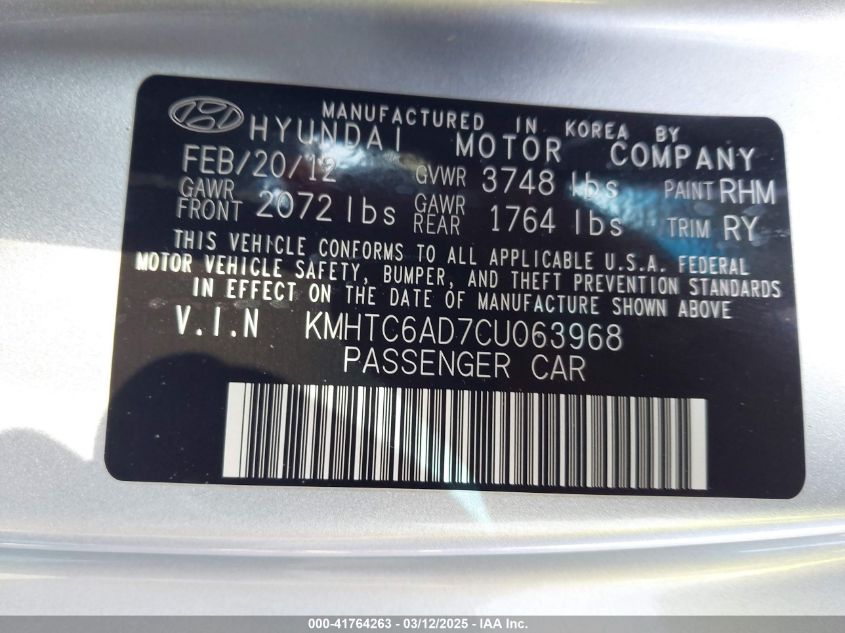 MANUFACTURED IN KOREA BY
HYUNDAI MOTOR COMPANY
FEB/20/12 GVWR 3748 lbs PAINT RHM
GAWR FRONT 2072 lbs GAWR REAR 1764 lbs TRIM RY
THIS VEHICLE CONFORMS TO ALL APPLICABLE U.S.A. FEDERAL
MOTOR VEHICLE SAFETY, BUMPER, AND THEFT PREVENTION STANDARDS
IN EFFECT ON THE DATE OF MANUFACTURE SHOWN ABOVE
V.I.N KMHTC6AD7CU063968
PASSENGER CAR
000-41764263 - 03/12/2025 - IAA Inc.